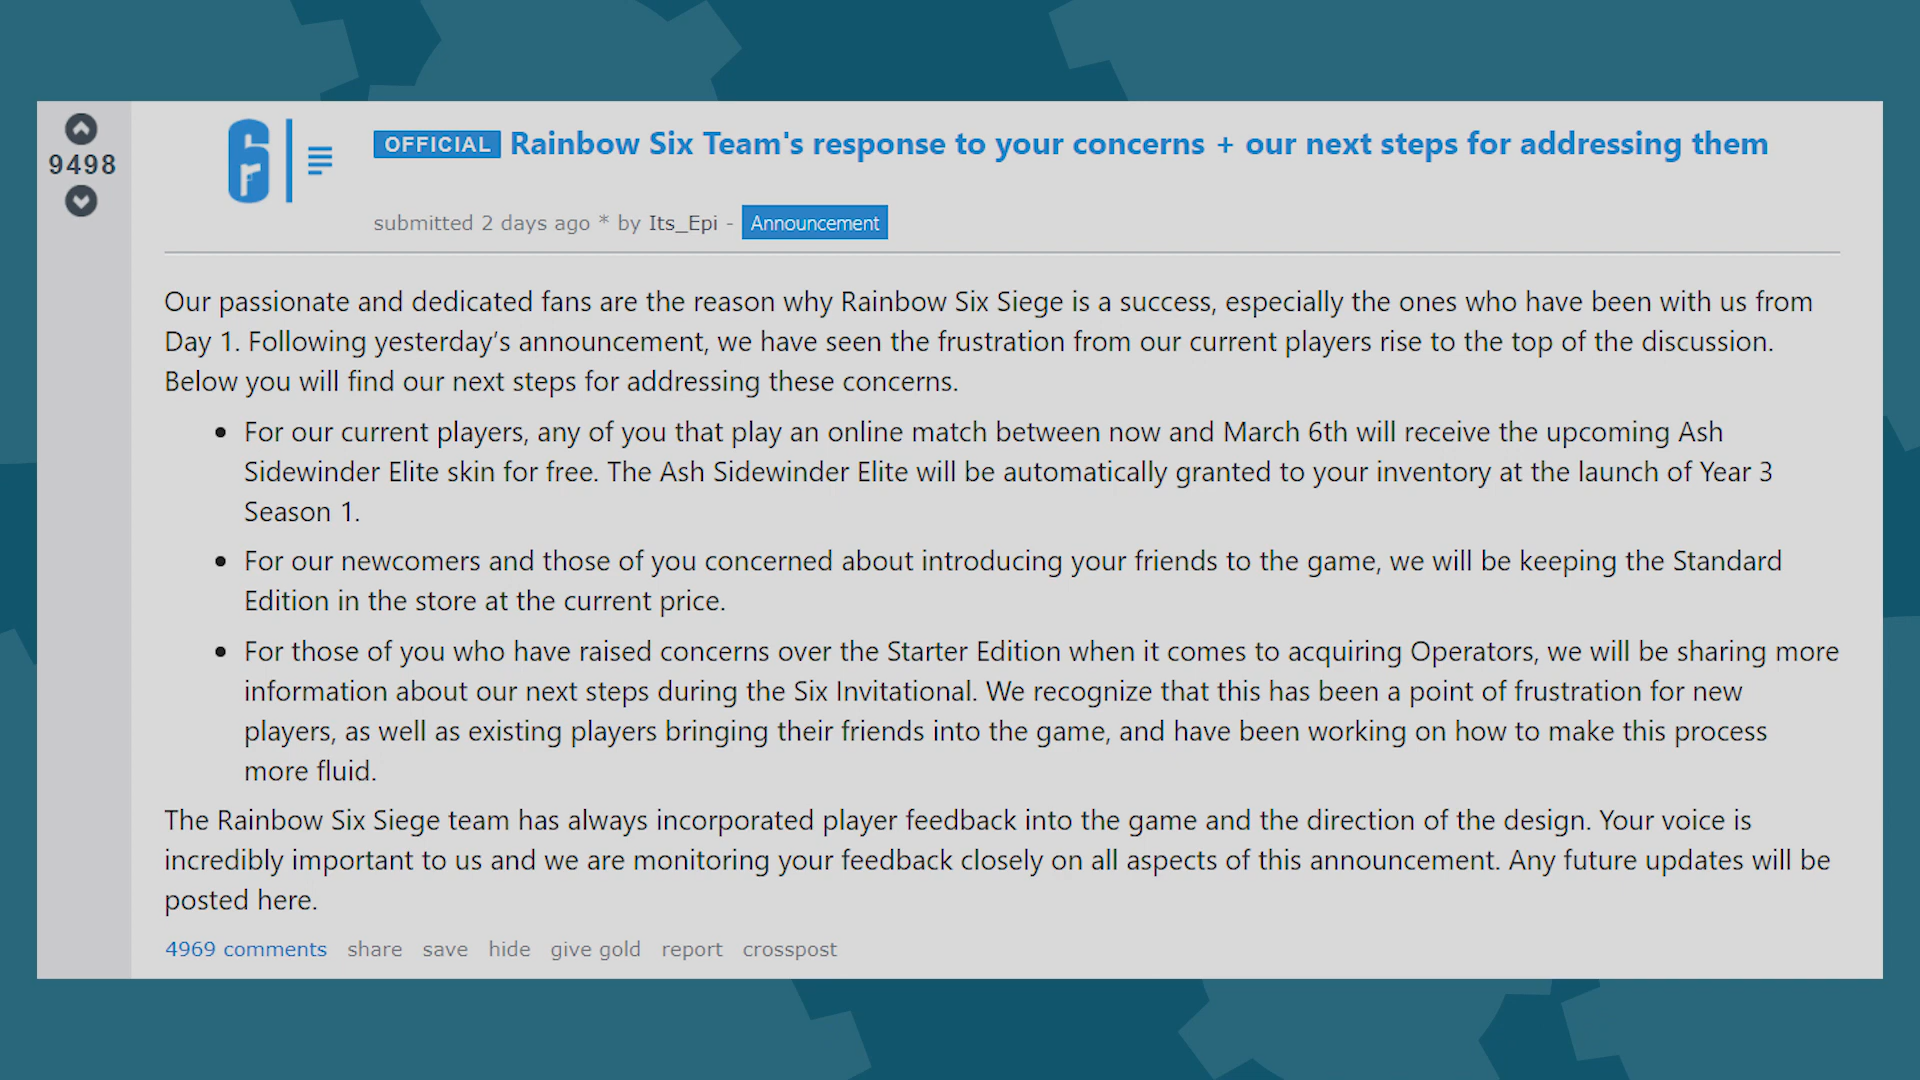 9498
OFFICIAL Rainbow Six Team's response to your concerns + our next steps for addressing them
submitted 2 days ago * by Its_Epi - Announcement
Our passionate and dedicated fans are the reason why Rainbow Six Siege is a success, especially the ones who have been with us from
Day 1. Following yesterday’s announcement, we have seen the frustration from our current players rise to the top of the discussion.
Below you will find our next steps for addressing these concerns.
• For our current players, any of you that play an online match between now and March 6th will receive the upcoming Ash
Sidewinder Elite skin for free. The Ash Sidewinder Elite will be automatically granted to your inventory at the launch of Year 3
Season 1.
• For our newcomers and those of you concerned about introducing your friends to the game, we will be keeping the Standard
Edition in the store at the current price.
• For those of you who have raised concerns over the Starter Edition when it comes to acquiring Operators, we will be sharing more
information about our next steps during the Six Invitational. We recognize that this has been a point of frustration for new
players, as well as existing players bringing their friends into the game, and have been working on how to make this process
more fluid.
The Rainbow Six Siege team has always incorporated player feedback into the game and the direction of the design. Your voice is
incredibly important to us and we are monitoring your feedback closely on all aspects of this announcement. Any future updates will be
posted here.
4969 comments share save hide give gold report crosspost